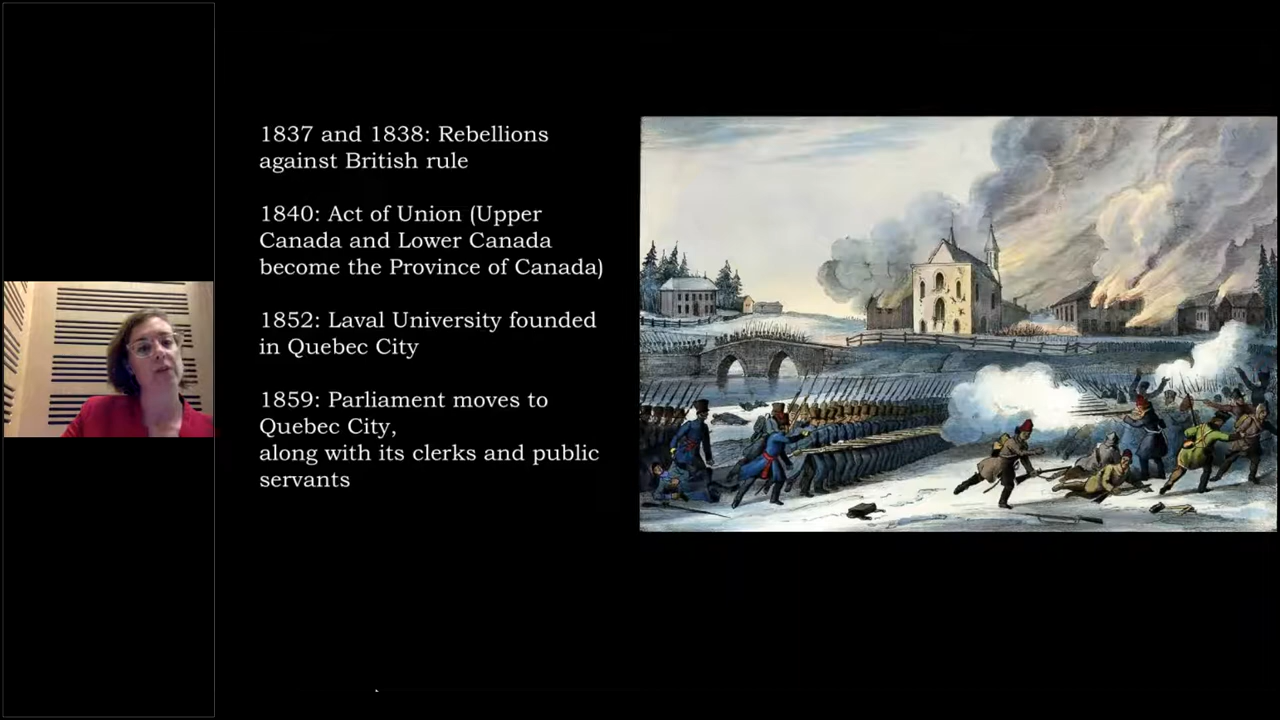 1837 and 1838: Rebellions
against British rule
1840: Act of Union (Upper
Canada and Lower Canada
become the Province of Canada)
1852: Laval University founded
in Quebec City
1859: Parliament moves to
Quebec City,
along with its clerks and public
servants